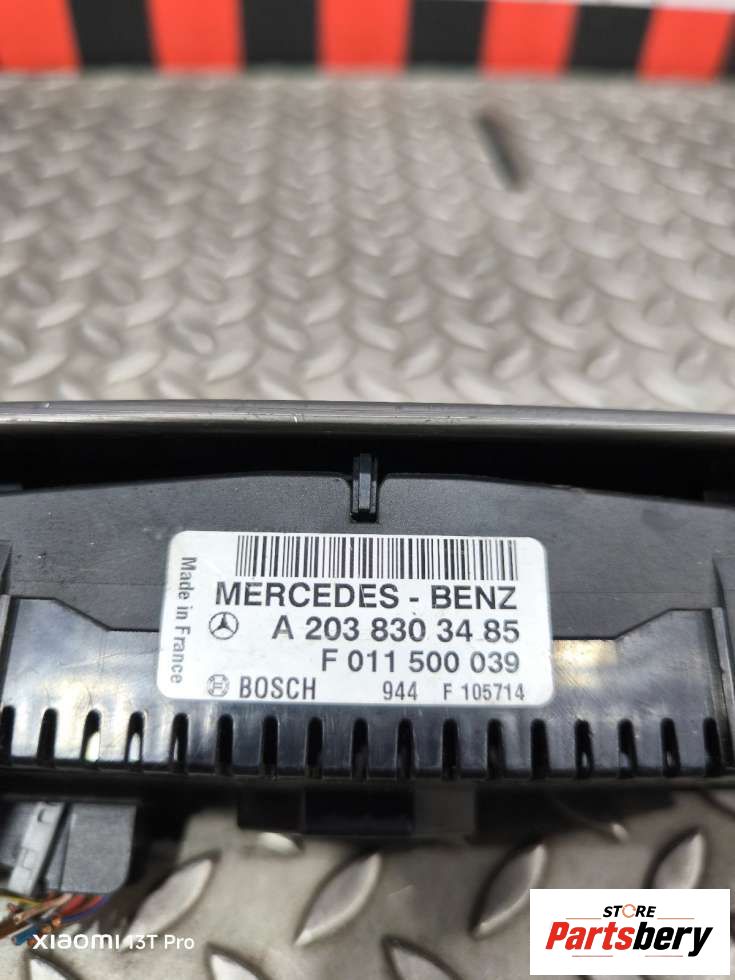 Made in France
MERCEDES - BENZ
A 203 830 34 85
F 011 500 039
BOSCH 944 F 105714
XIAOMI 13T Pro
STORE
Partsbery